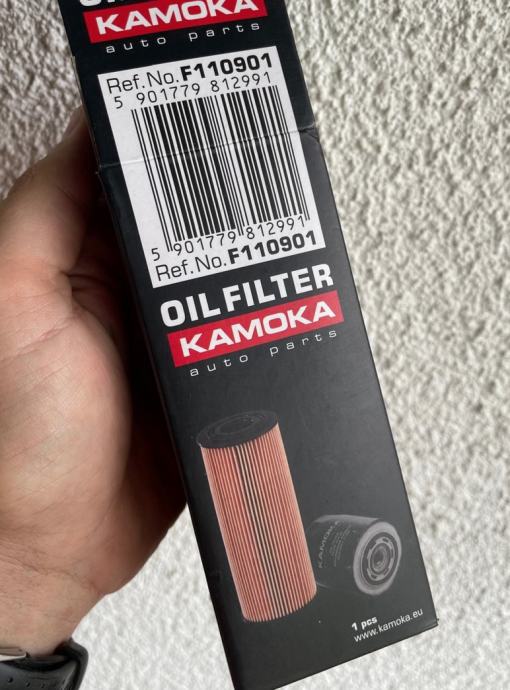 KAMOKA
auto parts
Ref.No.F110901
5 901779 812991
5 901779 812991
Ref.No.F110901
OIL FILTER
KAMOKA
auto parts
KAMOKA
1 pcs
www.kamoka.eu